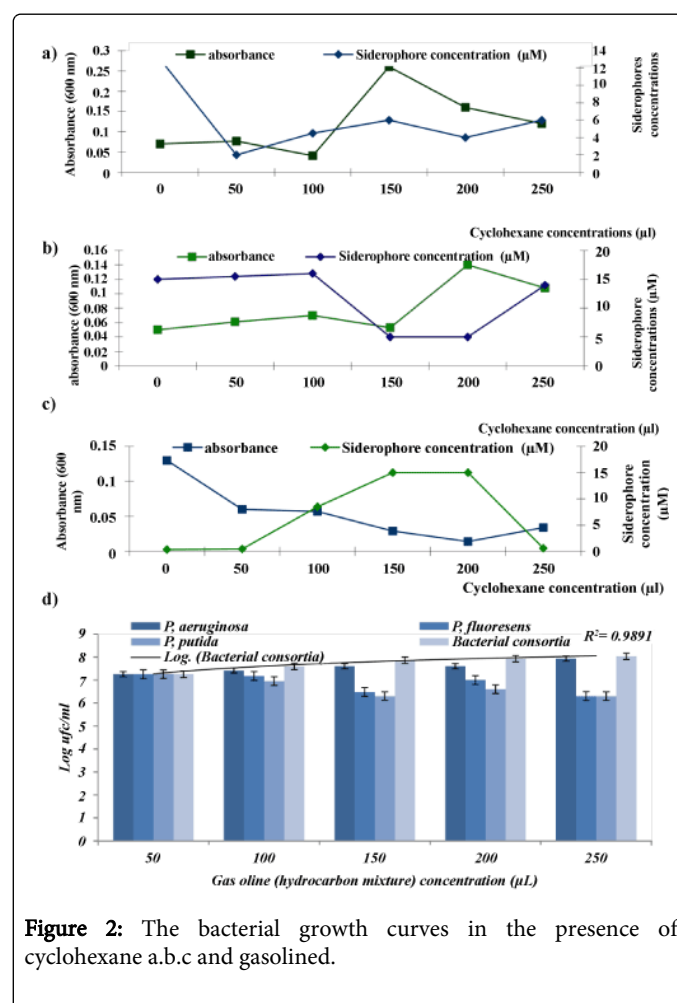 a)
absorbance Siderophore concentration (µM)
0.3
0.25
0.2
0.15
0.1
0.05
0
Absorbance (600 nm)
14
12
10
8
6
4
2
0
Siderophores concentrations
0 50 100 150 200 250
Cyclohexane concentrations (µl)
b)
absorbance Siderophore concentration (µM)
0.16
0.14
0.12
0.1
0.08
0.06
0.04
0.02
0
absorbance (600 nm)
20
15
10
5
0
Siderophore concentrations (µM)
0 50 100 150 200 250
Cyclohexane concentration (µl)
c)
absorbance Siderophore concentration (µM)
0.15
0.1
0.05
0
Absorbance (600 nm)
20
15
10
5
0
Siderophore concentration (µM)
0 50 100 150 200 250
Cyclohexane concentration (µl)
d)
P, aeruginosa P, fluoresens
P, putida Bacterial consortia
Log. (Bacterial consortia)
R²= 0.9891
9
8
7
6
5
4
3
2
1
0
Log ufc/ml
50 100 150 200 250
Gas oline (hydrocarbon mixture) concentration (µL)
Figure 2: The bacterial growth curves in the presence of
cyclohexane a.b.c and gasolined.